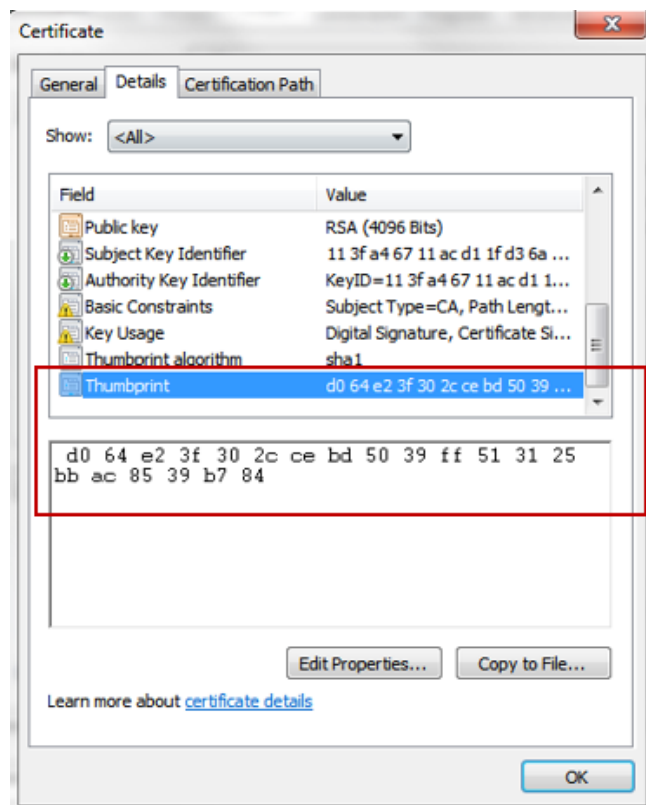 Certificate
General Details Certification Path
Show: <All>
Field Value
Public key RSA (4096 Bits)
Subject Key Identifier 11 3f a4 67 11 ac d1 1f d3 6a ...
Authority Key Identifier KeyID=11 3f a4 67 11 ac d1 1...
Basic Constraints Subject Type=CA, Path Lengt...
Key Usage Digital Signature, Certificate Si...
Thumbprint algorithm sha1
Thumbprint d0 64 e2 3f 30 2c ce bd 50 39 ...
d0 64 e2 3f 30 2c ce bd 50 39 ff 51 31 25
bb ac 85 39 b7 84
Edit Properties... Copy to File...
Learn more about certificate details
OK